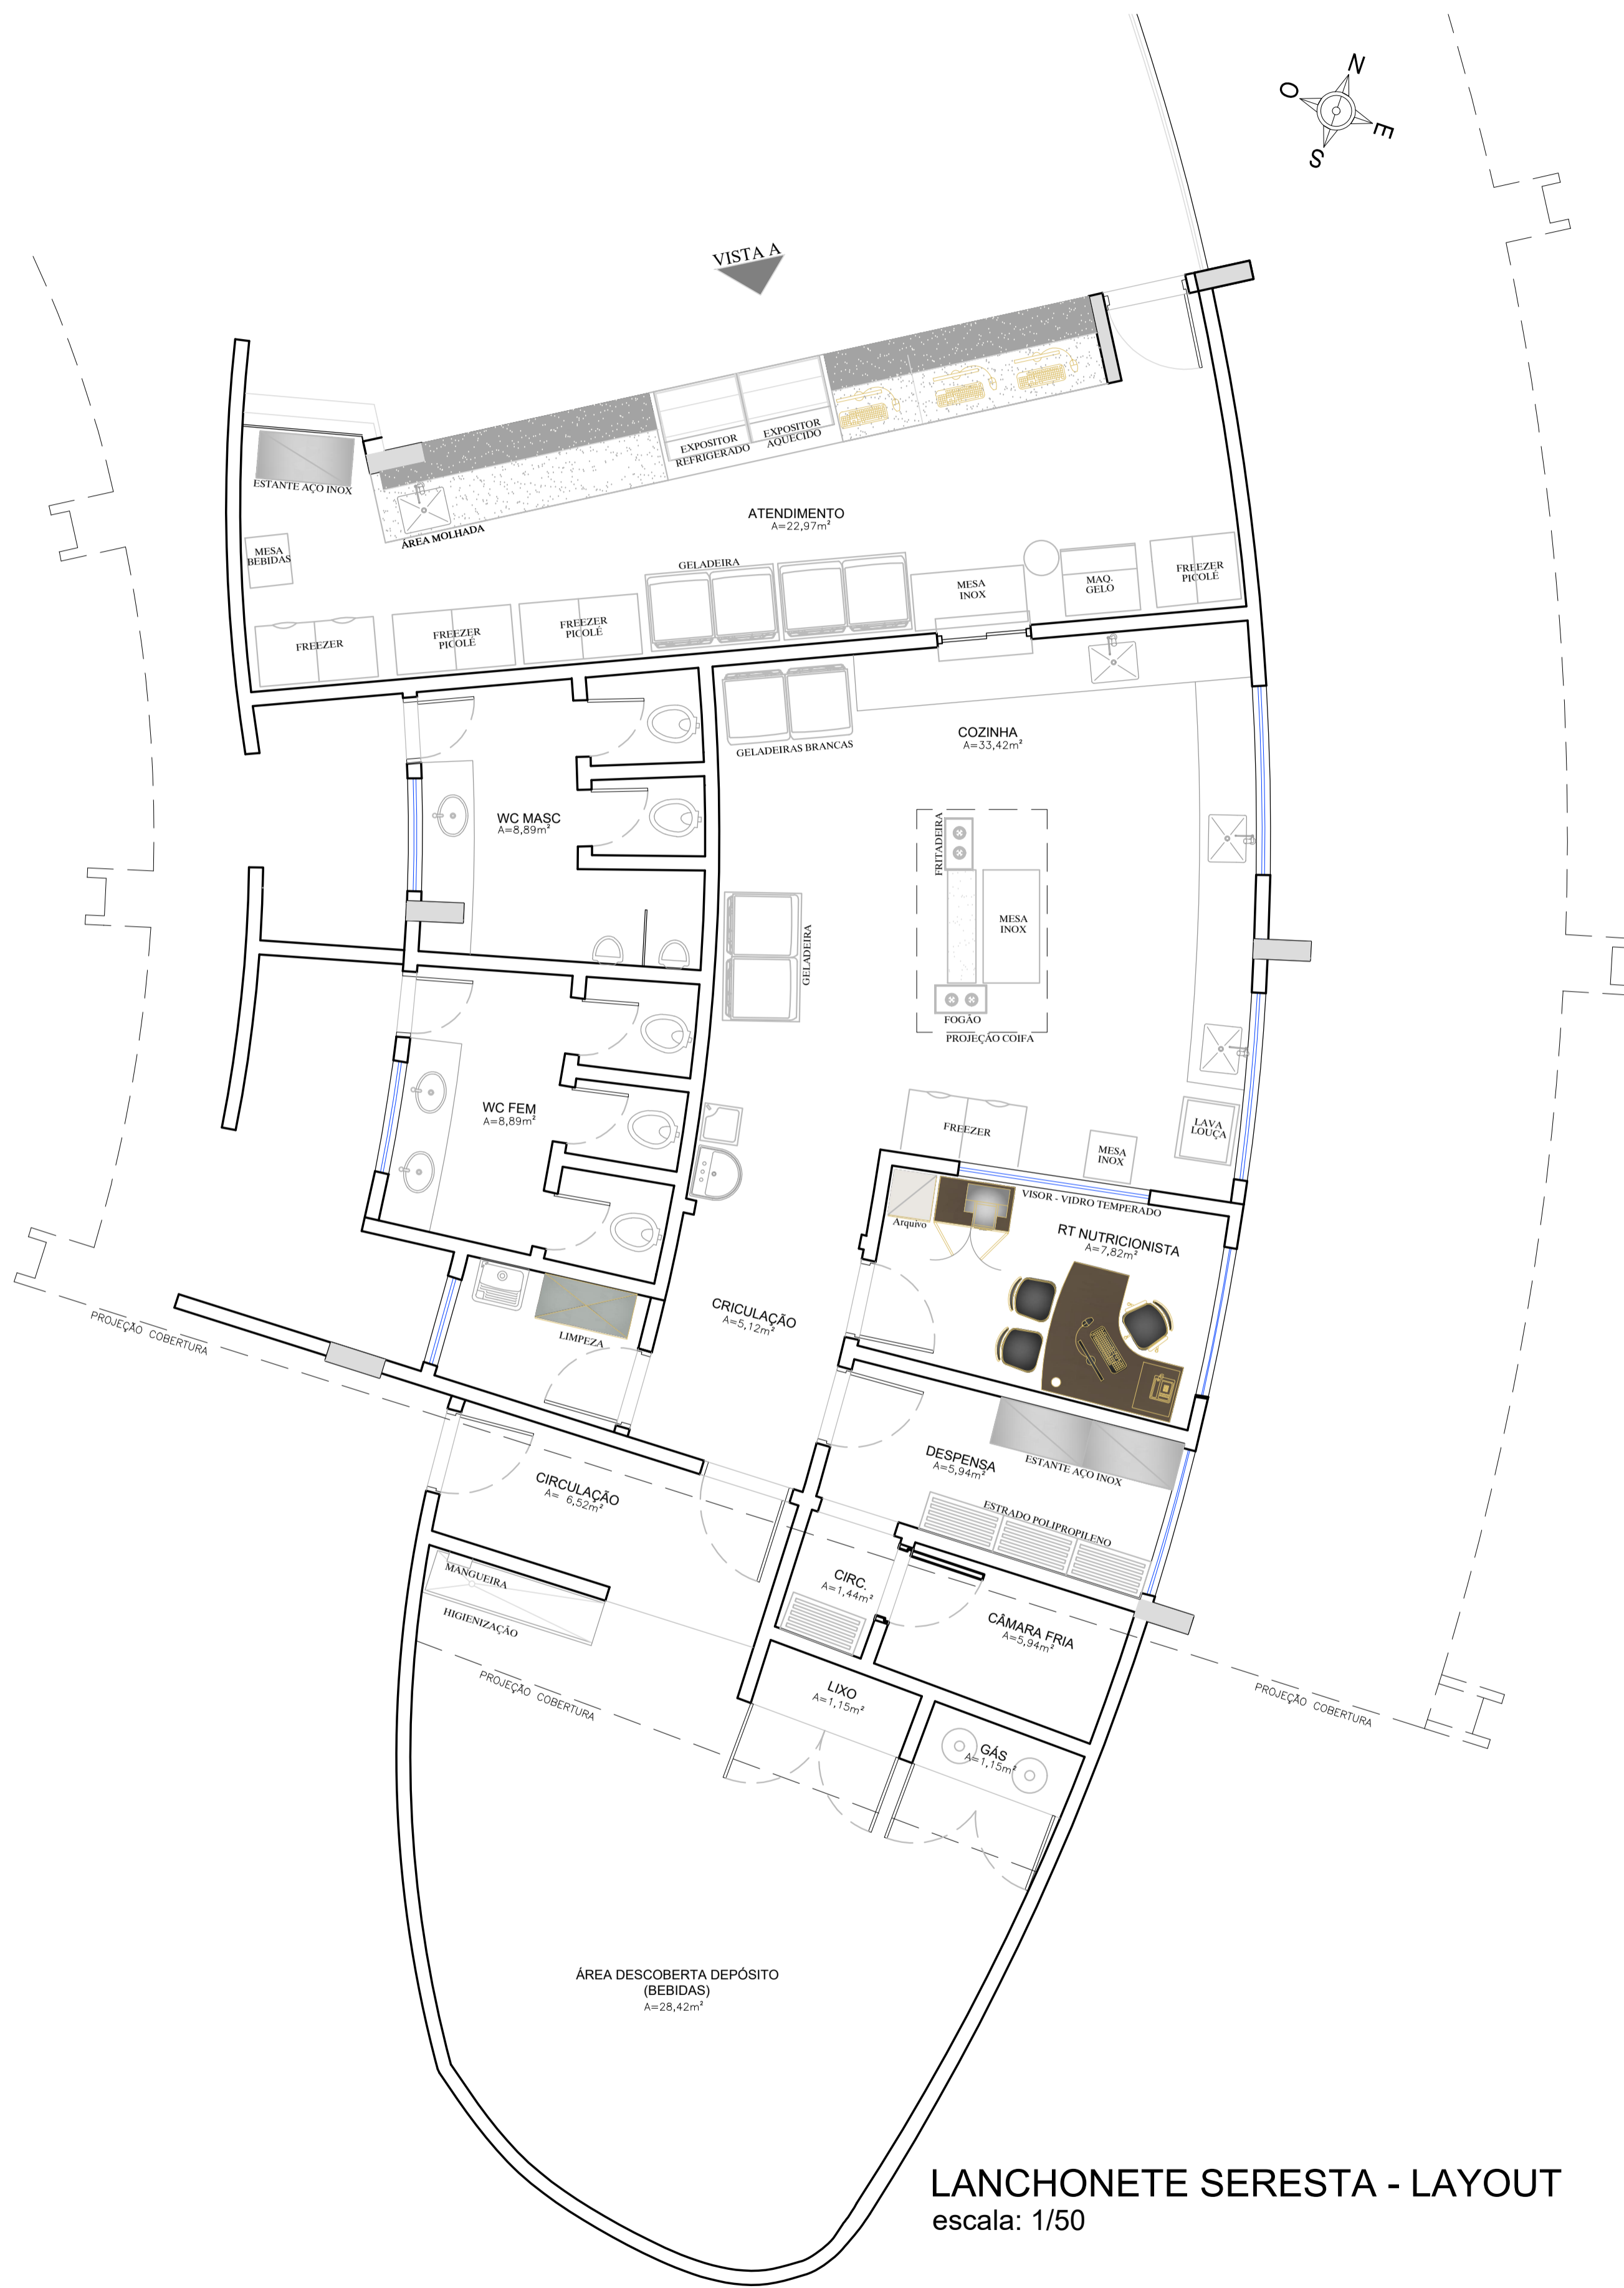 N
O
E
S
VISTA A
EXPOSITOR
REFRIGERADO
EXPOSITOR
AQUECIDO
ESTANTE AÇO INOX
ÁREA MOLHADA
ATENDIMENTO
A=22,97m²
MESA
BEBIDAS
GELADEIRA
MESA
INOX
MAQ.
GELO
FREEZER
PICOLÉ
FREEZER
FREEZER
PICOLÉ
FREEZER
PICOLÉ
GELADEIRAS BRANCAS
COZINHA
A=33,42m²
WC MASC
A=8,89m²
FRITADEIRA
MESA
INOX
GELADEIRA
FOGÃO
PROJEÇÃO COIFA
WC FEM
A=8,89m²
FREEZER
MESA
INOX
LAVA
LOUÇA
VISOR - VIDRO TEMPERADO
Arquivo
RT NUTRICIONISTA
A=7,82m²
CRICULAÇÃO
A=5,12m²
LIMPEZA
PROJEÇÃO COBERTURA
DESPENSA
A=5,94m²
ESTANTE AÇO INOX
CIRCULAÇÃO
A= 6,52m²
ESTRADO POLIPROPILENO
MANGUEIRA
HIGIENIZAÇÃO
CIRC.
A=1,44m²
CÂMARA FRIA
A=5,94m²
PROJEÇÃO COBERTURA
LIXO
A=1,15m²
PROJEÇÃO COBERTURA
GÁS
A=1,15m²
ÁREA DESCOBERTA DEPÓSITO
(BEBIDAS)
A=28,42m²
LANCHONETE SERESTA - LAYOUT
escala: 1/50